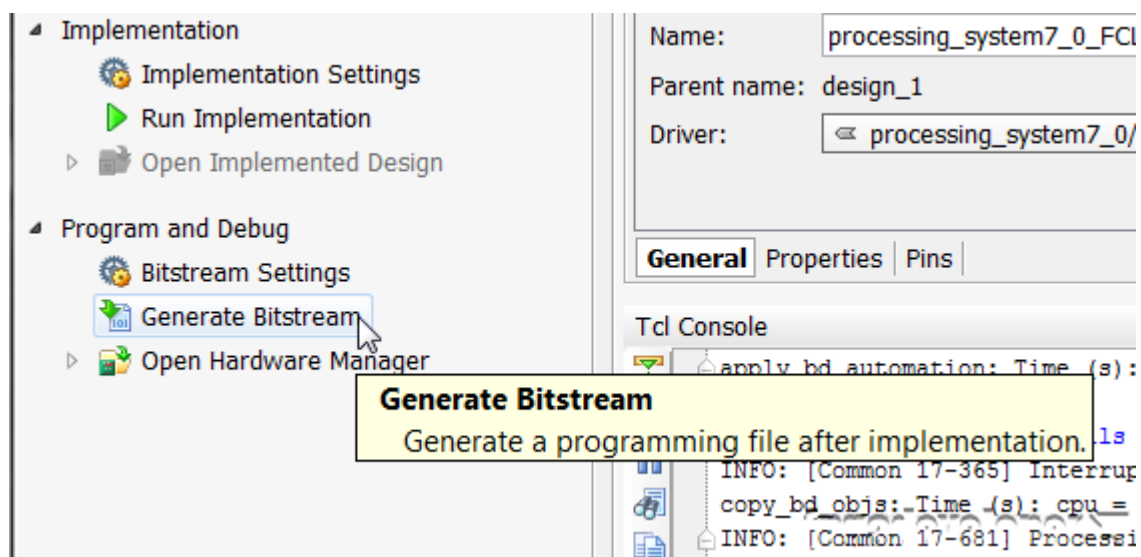 Implementation
Implementation Settings
Run Implementation
Open Implemented Design
Program and Debug
Bitstream Settings
Generate Bitstream
Open Hardware Manager
Generate Bitstream
Generate a programming file after implementation.
Name: processing_system7_0_FCL
Parent name: design_1
Driver: processing_system7_0/
General Properties Pins
Tcl Console
apply_bd_automation: Time (s):
ls
INFO: [Common 17-365] Interrup
copy_bd_objs: Time (s): cpu =
INFO: [Common 17-681] Processi